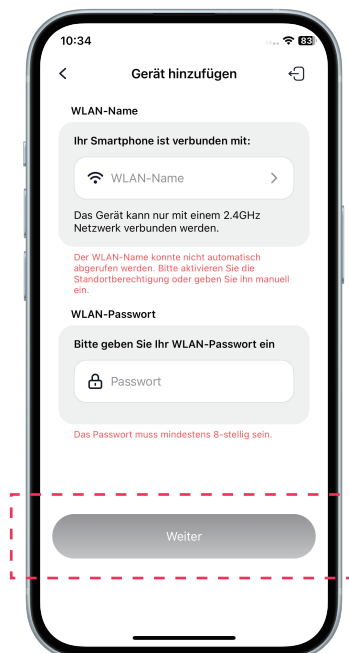 10:34
83
Gerät hinzufügen
WLAN-Name
Ihr Smartphone ist verbunden mit:
WLAN-Name
Das Gerät kann nur mit einem 2.4GHz
Netzwerk verbunden werden.
Der WLAN-Name konnte nicht automatisch
abgerufen werden. Bitte aktivieren Sie die
Standortberechtigung oder geben Sie ihn manuell
ein.
WLAN-Passwort
Bitte geben Sie Ihr WLAN-Passwort ein
Passwort
Das Passwort muss mindestens 8-stellig sein.
Weiter